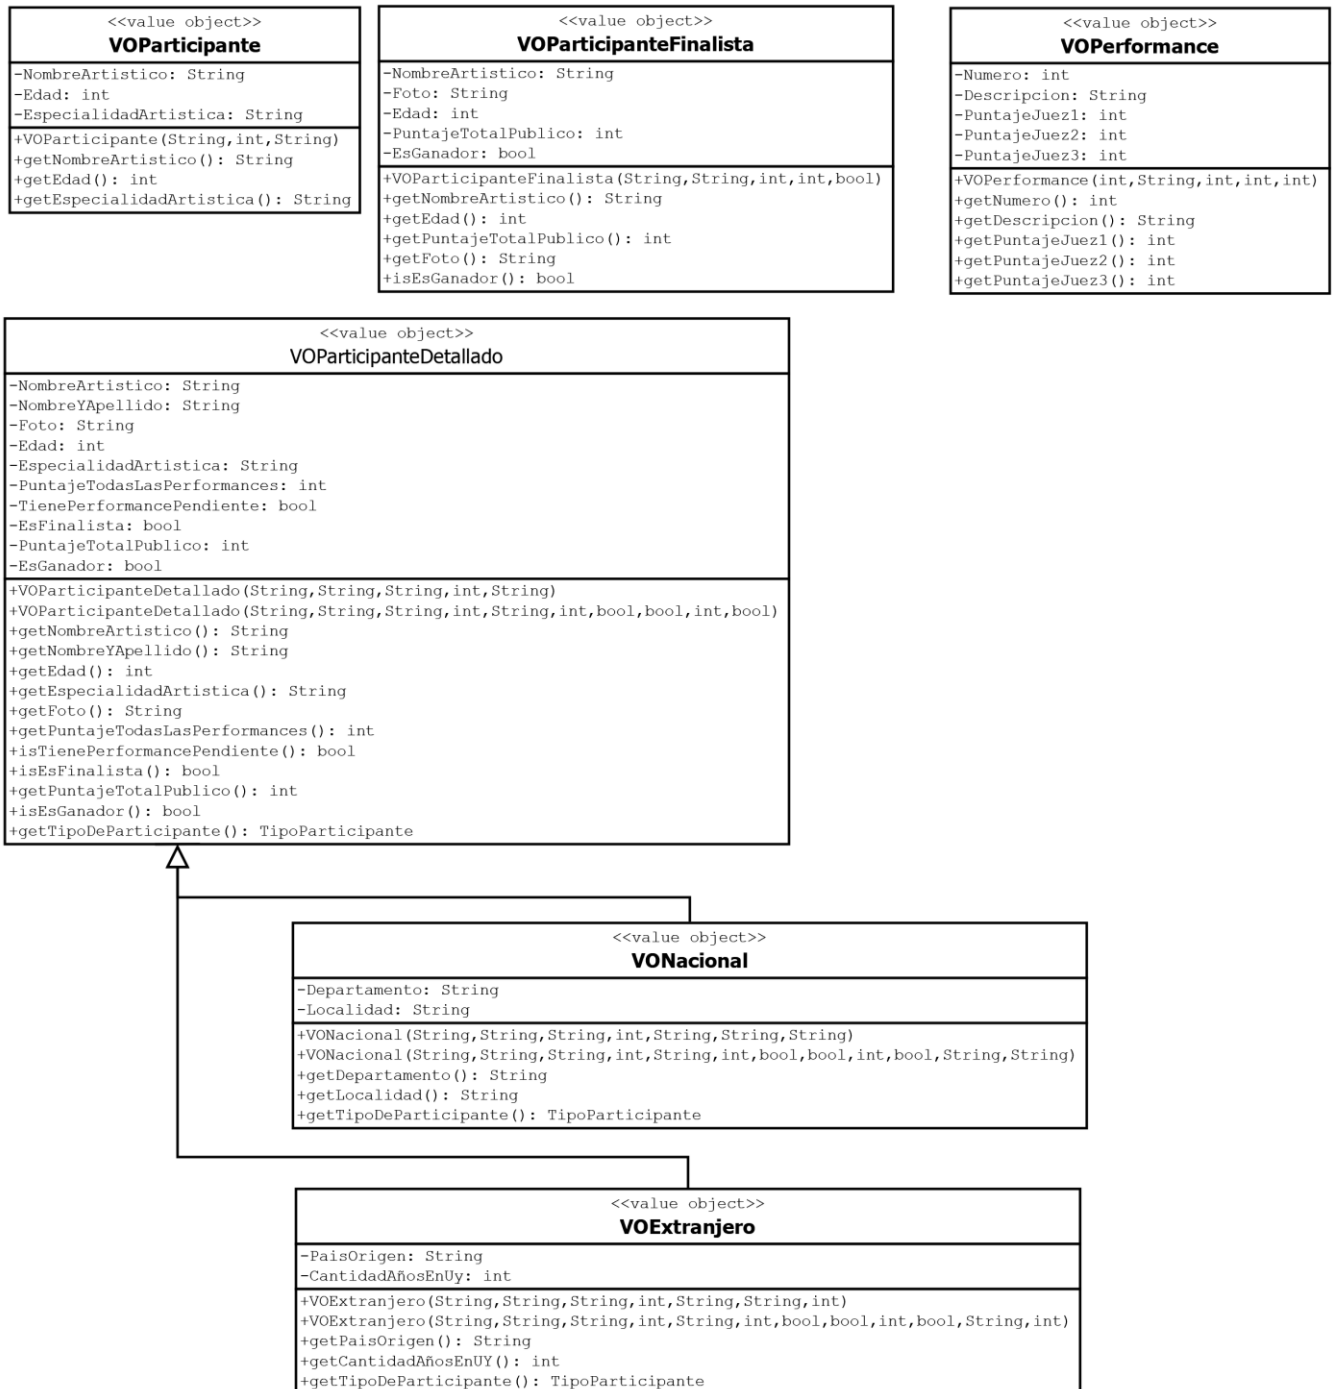 <<value object>>
VOParticipante
-NombreArtistico: String
-Edad: int
-EspecialidadArtistica: String
+VOParticipante(String,int,String)
+getNombreArtistico(): String
+getEdad(): int
+getEspecialidadArtistica(): String
<<value object>>
VOParticipanteFinalista
-NombreArtistico: String
-Foto: String
-Edad: int
-PuntajeTotalPublico: int
-EsGanador: bool
+VOParticipanteFinalista(String,String,int,int,bool)
+getNombreArtistico(): String
+getEdad(): int
+getPuntajeTotalPublico(): int
+getFoto(): String
+isEsGanador(): bool
<<value object>>
VOPerformance
-Numero: int
-Descripcion: String
-PuntajeJuez1: int
-PuntajeJuez2: int
-PuntajeJuez3: int
+VOPerformance(int,String,int,int,int)
+getNumero(): int
+getDescripcion(): String
+getPuntajeJuez1(): int
+getPuntajeJuez2(): int
+getPuntajeJuez3(): int
<<value object>>
VOParticipanteDetallado
-NombreArtistico: String
-NombreYApellido: String
-Foto: String
-Edad: int
-EspecialidadArtistica: String
-PuntajeTodasLasPerformances: int
-TienePerformancePendiente: bool
-EsFinalista: bool
-PuntajeTotalPublico: int
-EsGanador: bool
+VOParticipanteDetallado(String,String,String,int,String)
+VOParticipanteDetallado(String,String,String,int,String,int,bool,bool,int,bool)
+getNombreArtistico(): String
+getNombreYApellido(): String
+getEdad(): int
+getEspecialidadArtistica(): String
+getFoto(): String
+getPuntajeTodasLasPerformances(): int
+isTienePerformancePendiente(): bool
+isEsFinalista(): bool
+getPuntajeTotalPublico(): int
+isEsGanador(): bool
+getTipoDeParticipante(): TipoParticipante
<<value object>>
VONacional
-Departamento: String
-Localidad: String
+VONacional(String,String,String,int,String,String,String)
+VONacional(String,String,String,int,String,int,bool,bool,int,bool,String,String)
+getDepartamento(): String
+getLocalidad(): String
+getTipoDeParticipante(): TipoParticipante
<<value object>>
VOExtranjero
-PaisOrigen: String
-CantidadAñosEnUy: int
+VOExtranjero(String,String,String,int,String,String,int)
+VOExtranjero(String,String,String,int,String,int,bool,bool,int,bool,String,int)
+getPaisOrigen(): String
+getCantidadAñosEnUY(): int
+getTipoDeParticipante(): TipoParticipante